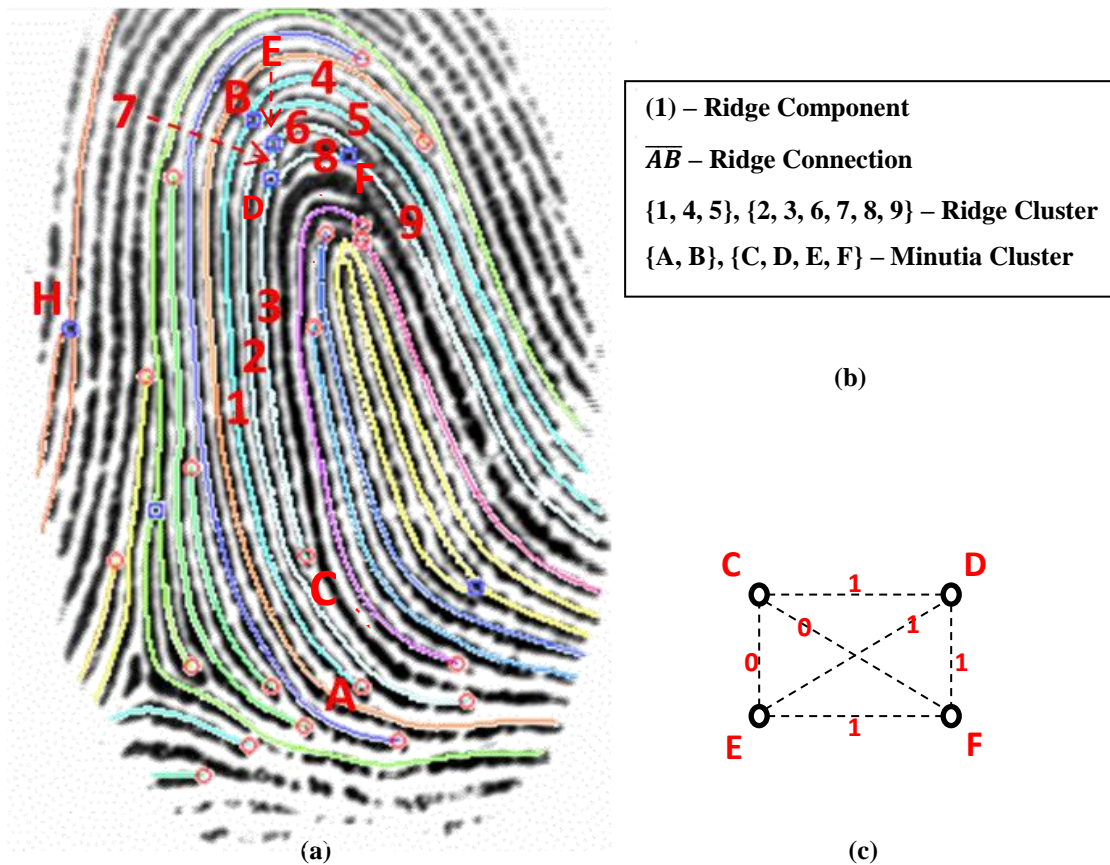 E
4
7
B
6
5
8
F
D
9
H
3
2
1
C
A
(a)
(1) – Ridge Component
$\overline{AB}$ – Ridge Connection
{1, 4, 5}, {2, 3, 6, 7, 8, 9} – Ridge Cluster
{A, B}, {C, D, E, F} – Minutia Cluster
(b)
C
D
1
0
1
0
1
1
E
F
(c)